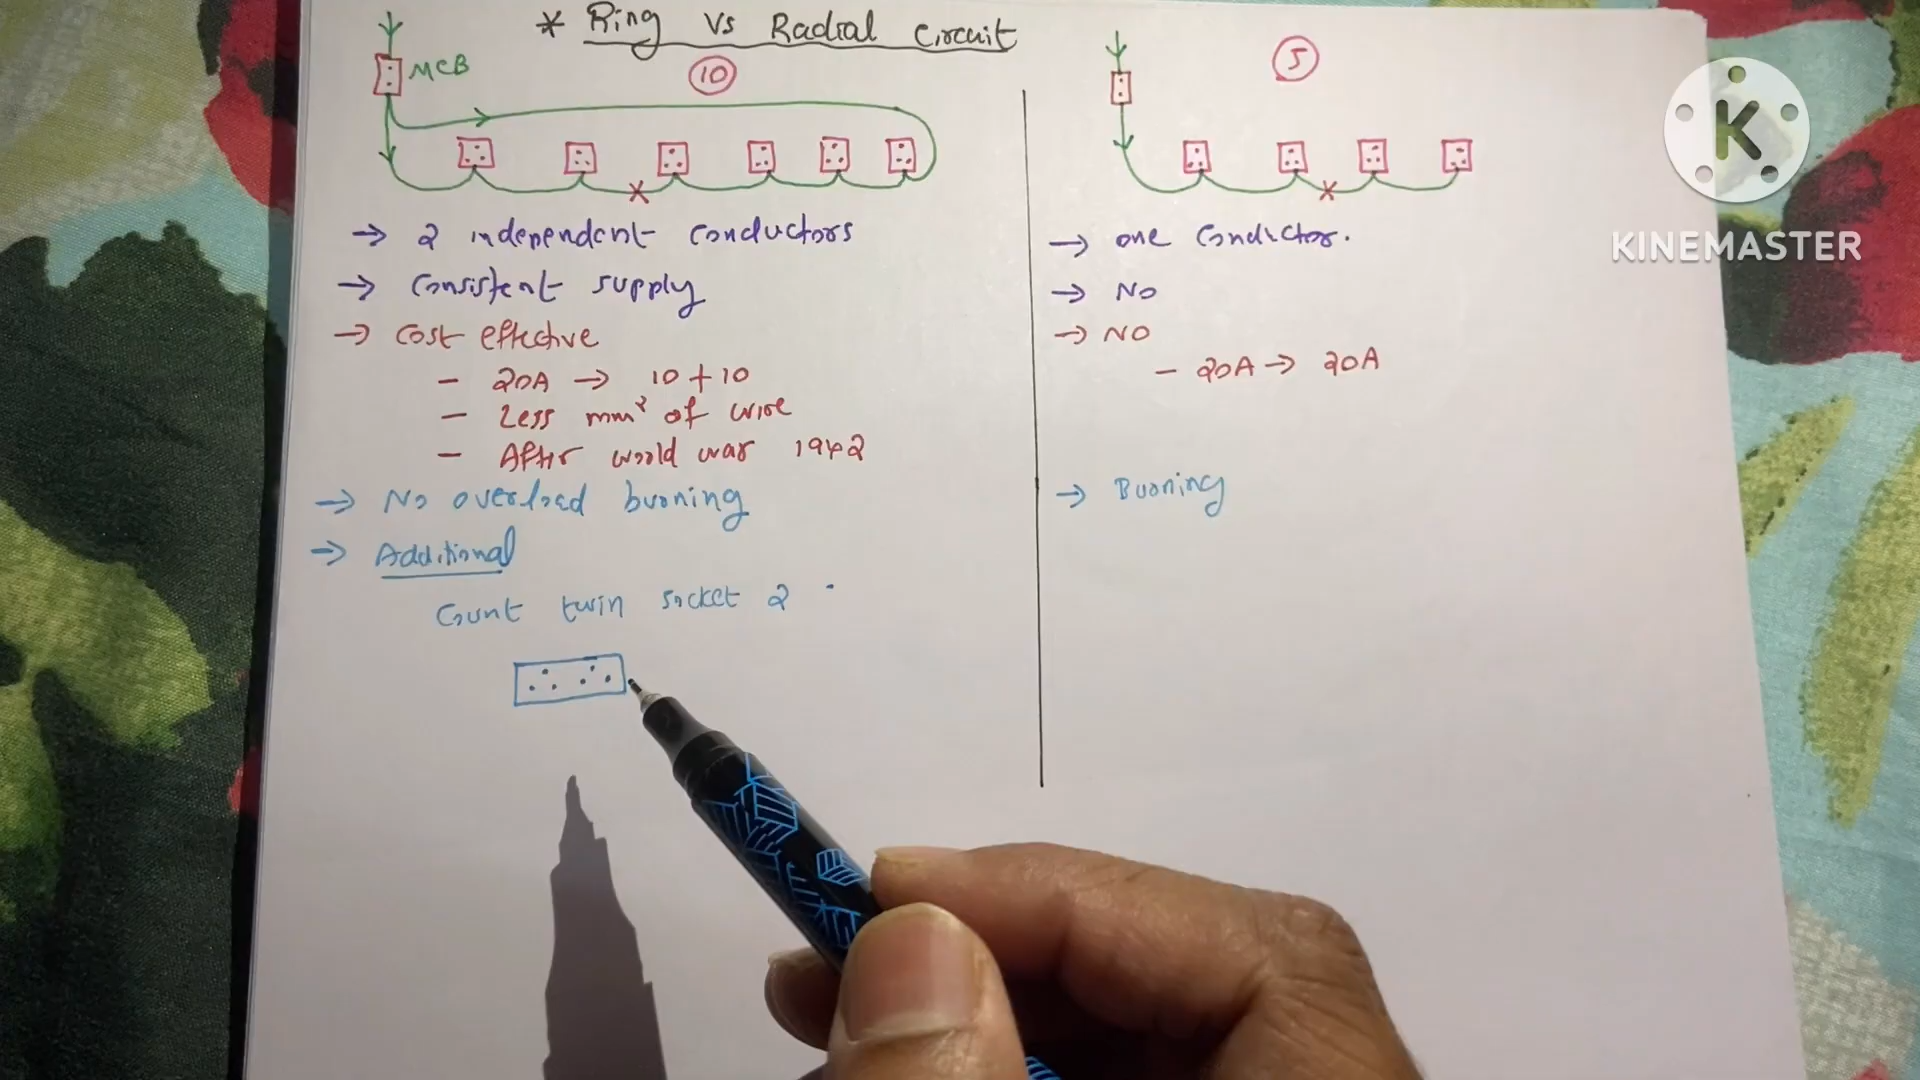 * Ring Vs Radial Circuit
MCB
10
→ 2 independent conductors
→ Consistent supply
→ Cost effective
- 20A → 10 + 10
- Less mm² of wire
- After world war 1942
→ No overload burning
→ Additional
Count twin socket 2
5
→ one conductor.
→ NO
→ NO
- 20A → 20A
→ Burning
K
KINEMASTER